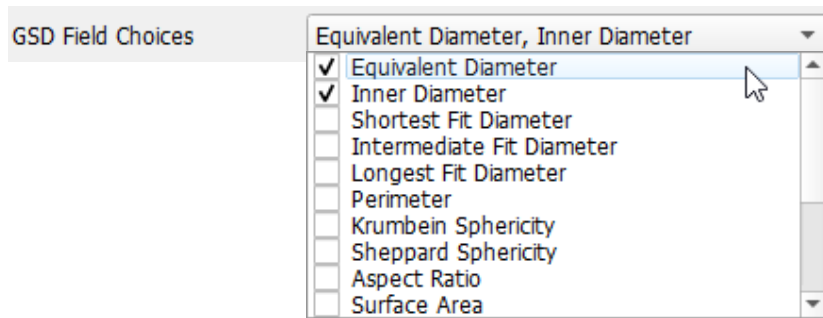 GSD Field Choices Equivalent Diameter, Inner Diameter
Equivalent Diameter
Inner Diameter
Shortest Fit Diameter
Intermediate Fit Diameter
Longest Fit Diameter
Perimeter
Krumbein Sphericity
Sheppard Sphericity
Aspect Ratio
Surface Area